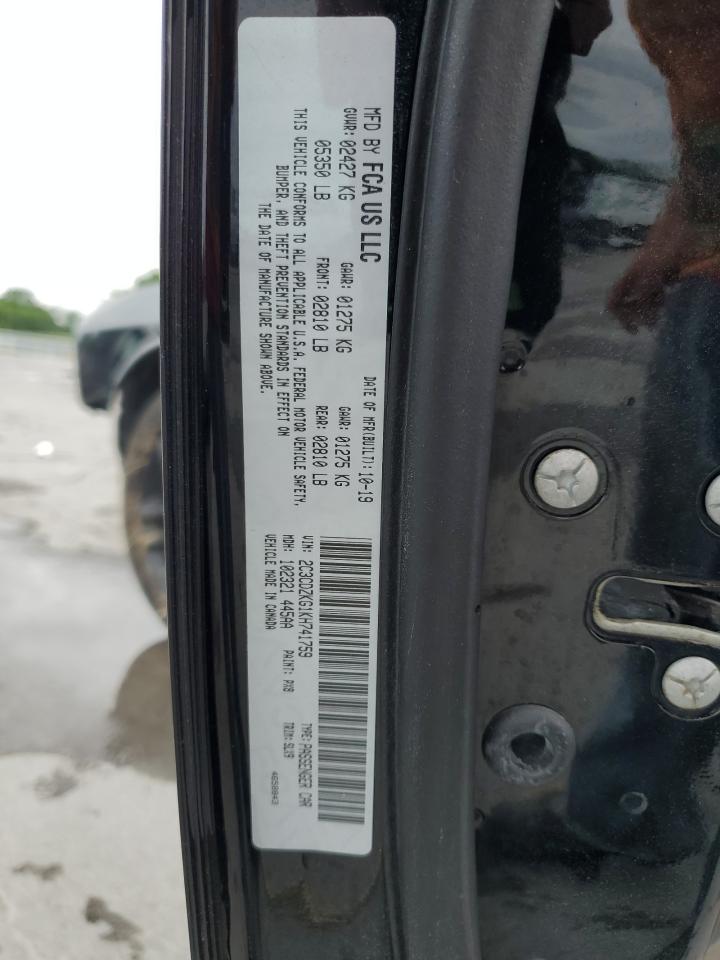 MFD BY FCA US LLC
DATE OF MFR(BUILT): 10-19
GVWR: 02427 KG GAWR: 01275 KG GAWR: 01275 KG
05350 LB FRONT: 02810 LB REAR: 02810 LB
THIS VEHICLE CONFORMS TO ALL APPLICABLE U.S.A. FEDERAL MOTOR VEHICLE SAFETY,
BUMPER, AND THEFT PREVENTION STANDARDS IN EFFECT ON
THE DATE OF MANUFACTURE SHOWN ABOVE.
VIN: 2C3CDZKG1KH741759 TYPE: PASSENGER CAR
MDH: 102321 445AA PAINT: PX8 TRIM: SLX9
VEHICLE MADE IN CANADA
4658843